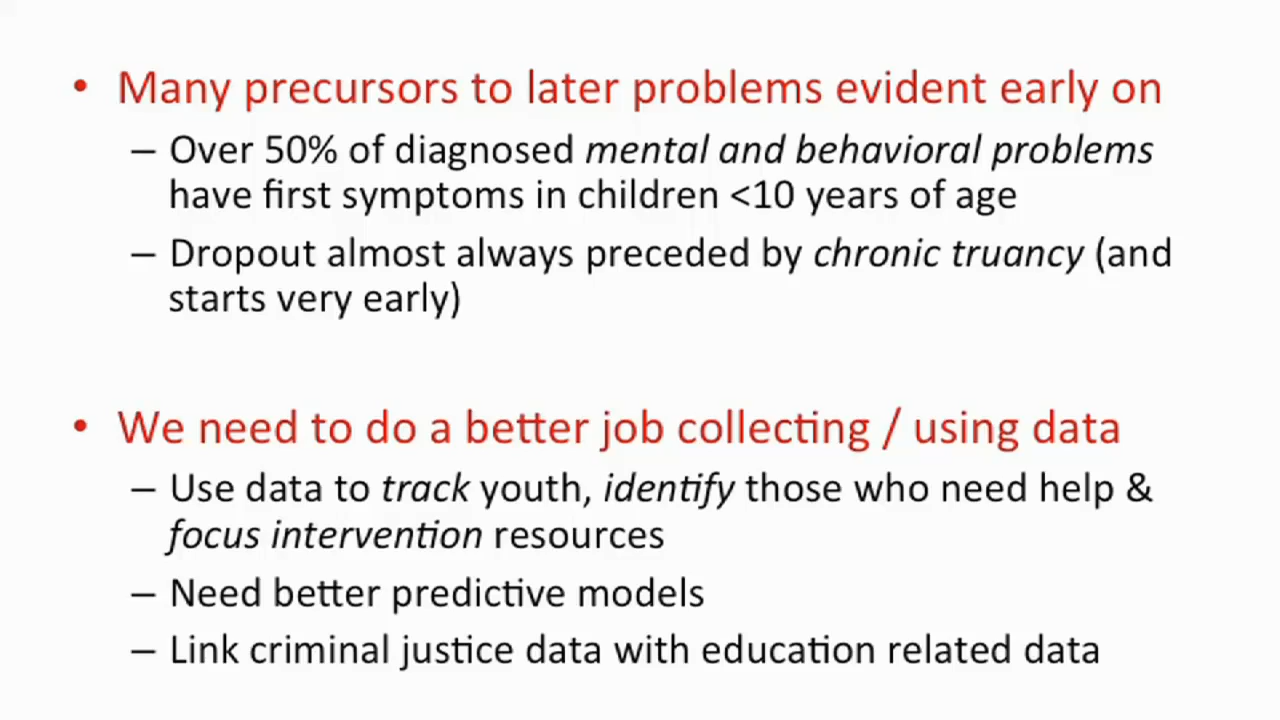 • Many precursors to later problems evident early on
– Over 50% of diagnosed mental and behavioral problems
have first symptoms in children <10 years of age
– Dropout almost always preceded by chronic truancy (and
starts very early)
• We need to do a better job collecting / using data
– Use data to track youth, identify those who need help &
focus intervention resources
– Need better predictive models
– Link criminal justice data with education related data